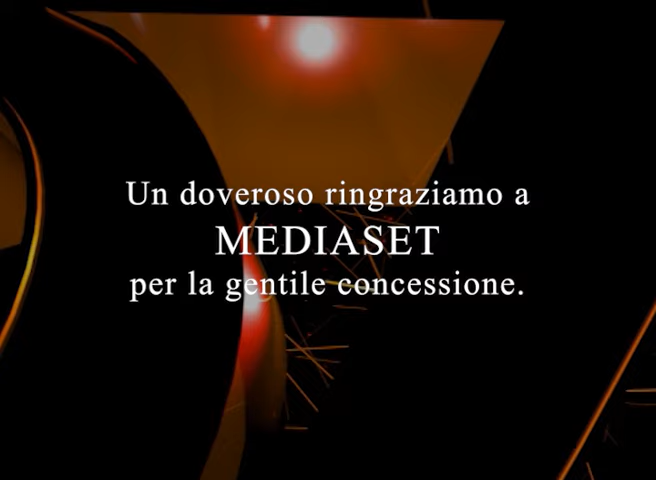 Un doveroso ringraziamo a
MEDIASET
per la gentile concessione.